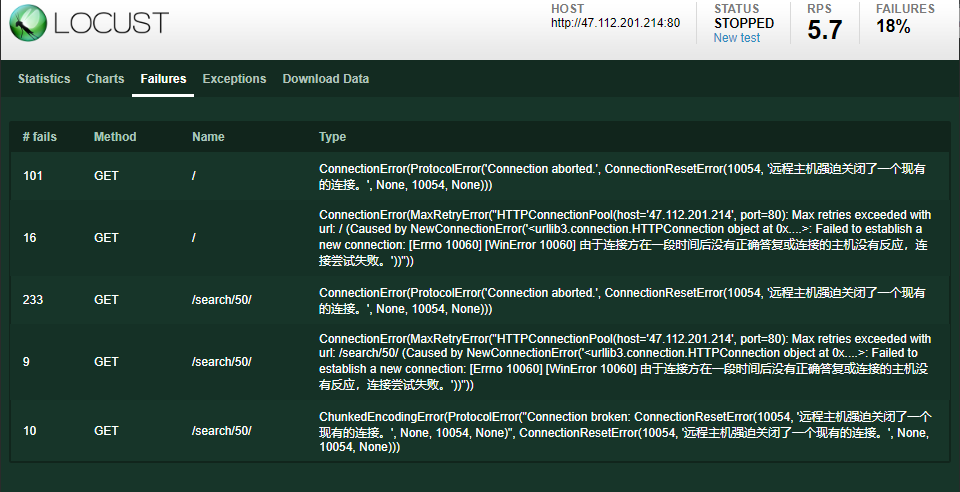 LOCUST
HOST
http://47.112.201.214:80
STATUS
STOPPED
New test
RPS
5.7
FAILURES
18%
Statistics Charts Failures Exceptions Download Data
# fails Method Name Type
101 GET / ConnectionError(ProtocolError('Connection aborted.', ConnectionResetError(10054, '远程主机强迫关闭了一个现有
的连接。', None, 10054, None)))
16 GET / ConnectionError(MaxRetryError("HTTPConnectionPool(host='47.112.201.214', port=80): Max retries exceeded with
url: / (Caused by NewConnectionError('<urllib3.connection.HTTPConnection object at 0x....>: Failed to establish a
new connection: [Errno 10060] [WinError 10060] 由于连接方在一段时间后没有正确答复或连接的主机没有反应，连
接尝试失败。'))"))
233 GET /search/50/ ConnectionError(ProtocolError('Connection aborted.', ConnectionResetError(10054, '远程主机强迫关闭了一个现有
的连接。', None, 10054, None)))
9 GET /search/50/ ConnectionError(MaxRetryError("HTTPConnectionPool(host='47.112.201.214', port=80): Max retries exceeded with
url: /search/50/ (Caused by NewConnectionError('<urllib3.connection.HTTPConnection object at 0x....>: Failed to
establish a new connection: [Errno 10060] [WinError 10060] 由于连接方在一段时间后没有正确答复或连接的主机没
有反应，连接尝试失败。'))"))
10 GET /search/50/ ChunkedEncodingError(ProtocolError("Connection broken: ConnectionResetError(10054, '远程主机强迫关闭了一个
现有的连接。', None, 10054, None)", ConnectionResetError(10054, '远程主机强迫关闭了一个现有的连接。', None,
10054, None)))